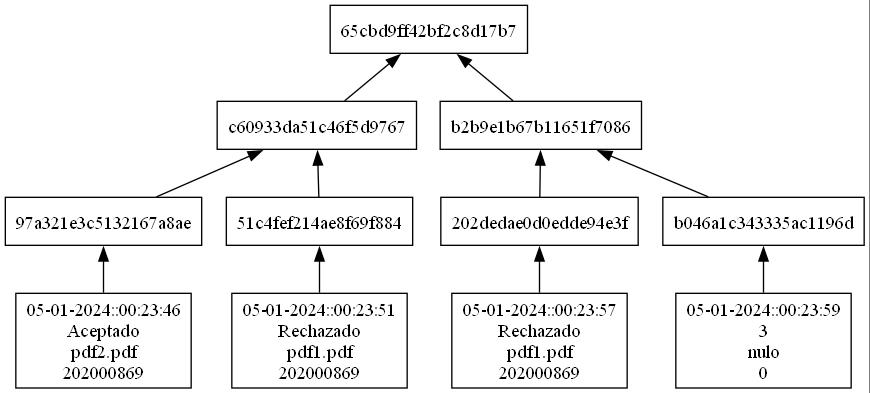 65cbd9ff42bf2c8d17b7
c60933da51c46f5d9767
b2b9e1b67b11651f7086
97a321e3c5132167a8ae
51c4fef214ae8f69f884
202dedae0d0edde94e3f
b046a1c343335ac1196d
05-01-2024::00:23:46
Aceptado
pdf2.pdf
202000869
05-01-2024::00:23:51
Rechazado
pdf1.pdf
202000869
05-01-2024::00:23:57
Rechazado
pdf1.pdf
202000869
05-01-2024::00:23:59
3
nulo
0